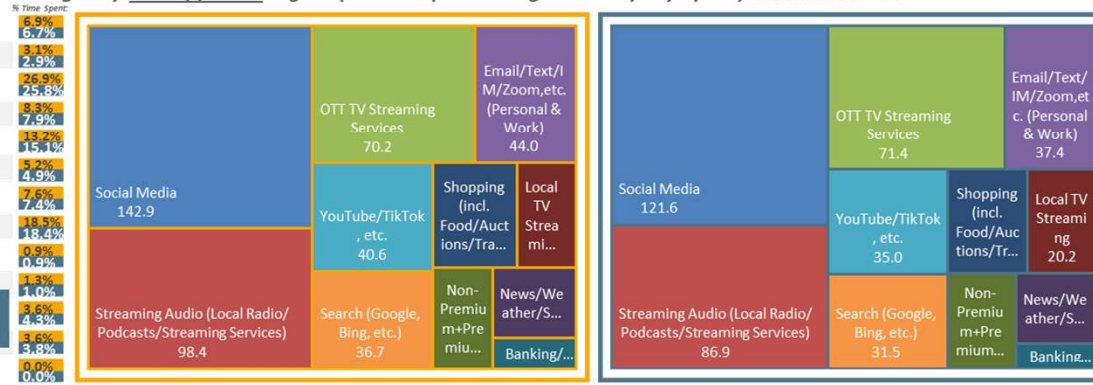 % Time Spent:
6.9%
6.7%
3.1%
2.9%
26.9%
25.8%
8.3%
7.9%
13.2%
15.1%
5.2%
4.9%
7.6%
7.4%
18.5%
18.4%
0.9%
0.9%
1.3%
1.0%
3.6%
4.3%
3.6%
3.8%
0.0%
0.0%
Social Media
142.9
Streaming Audio (Local Radio/
Podcasts/Streaming Services)
98.4
OTT TV Streaming
Services
70.2
Email/Text/I
M/Zoom,etc.
(Personal &
Work)
44.0
YouTube/TikTok
, etc.
40.6
Shopping
(incl.
Food/Auct
ions/Tra...
Local
TV
Strea
mi...
Search (Google,
Bing, etc.)
36.7
Non-
Premiu
m+Pre
miu...
News/We
ather/S...
Banking/...
Social Media
121.6
Streaming Audio (Local Radio/
Podcasts/Streaming Services)
86.9
OTT TV Streaming
Services
71.4
Email/Text/
IM/Zoom,et
c. (Personal
& Work)
37.4
YouTube/TikTok
, etc.
35.0
Shopping
(incl.
Food/Auc
tions/Tr...
Local TV
Streami
ng
20.2
Search (Google,
Bing, etc.)
31.5
Non-
Premiu
m+Pre
mium...
News/We
ather/S...
Banking...